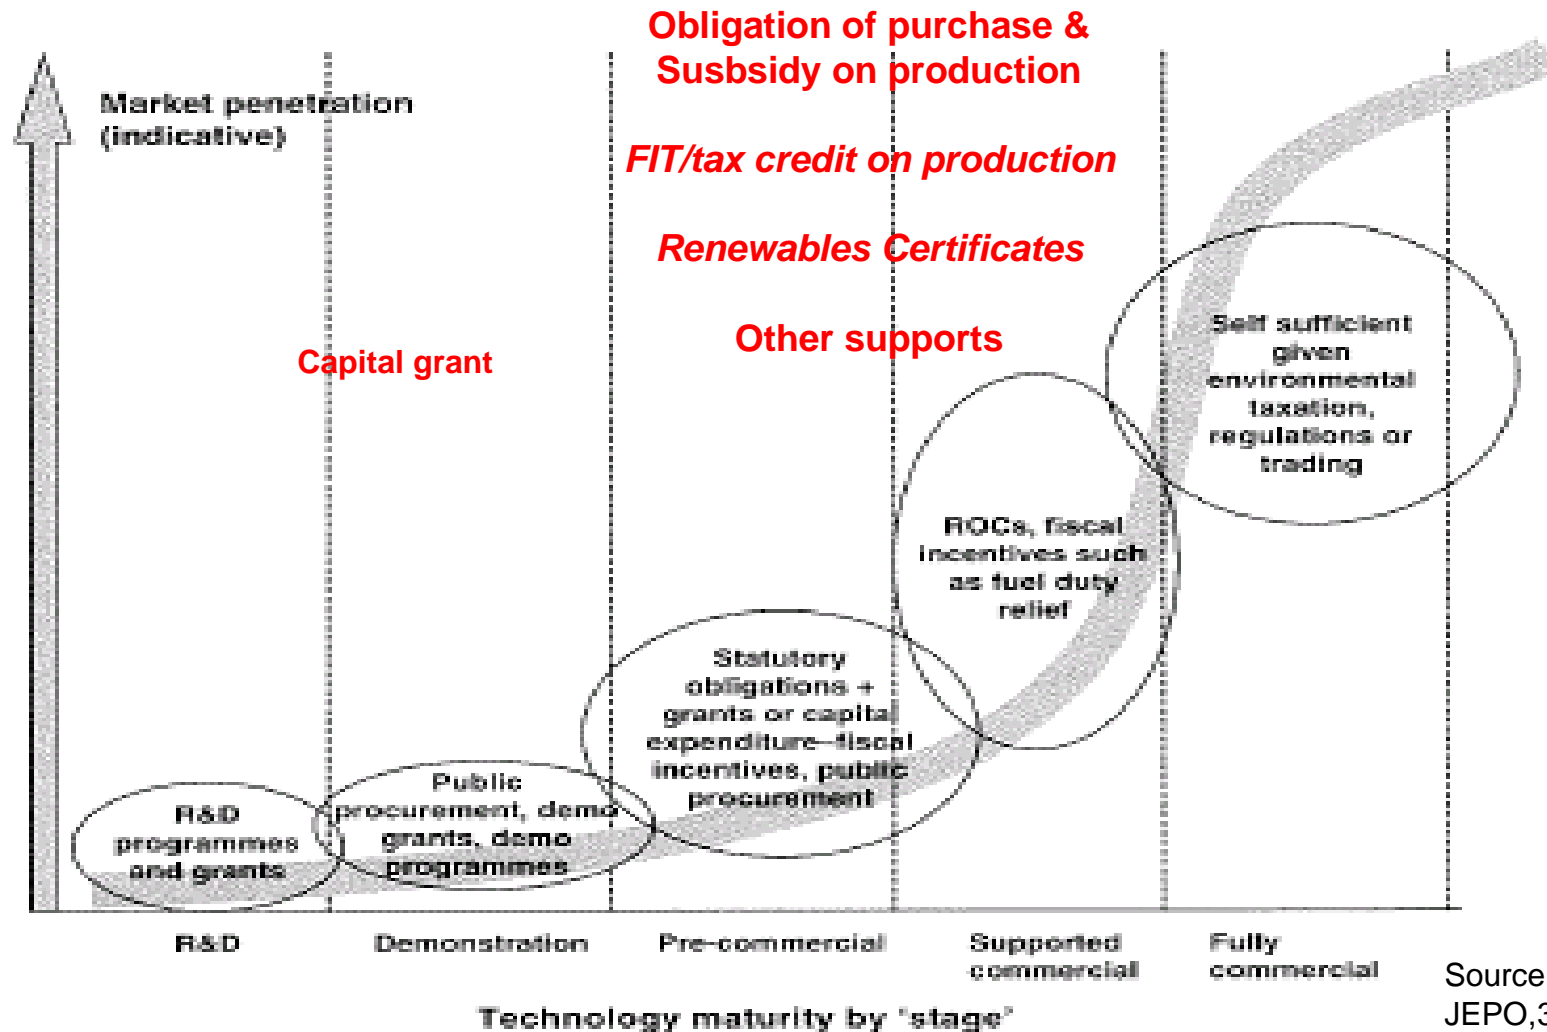 Obligation of purchase &
Susbsidy on production
Market penetration
(indicative)
FIT/tax credit on production
Renewables Certificates
Other supports
Capital grant
Self sufficient
given
environmental
taxation,
regulations or
trading
ROCs, fiscal
incentives such
as fuel duty
relief
Statutory
obligations +
grants or capital
expenditure–fiscal
incentives, public
procurement
Public
procurement, demo
grants, demo
programmes
R&D
programmes
and grants
R&D
Demonstration
Pre-commercial
Supported
commercial
Fully
commercial
Technology maturity by 'stage'
Source
JEPO,3